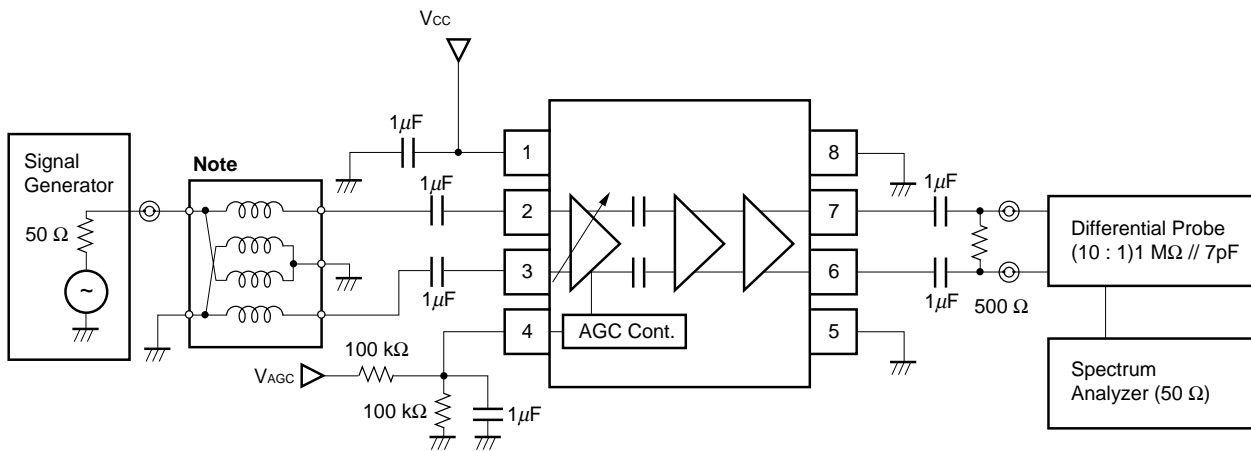 VCC
1μF
Signal
Generator
50 Ω
~
Note
1μF
1μF
1
2
3
4
8
7
6
5
AGC Cont.
VAGC
100 kΩ
100 kΩ
1μF
1μF
1μF
500 Ω
Differential Probe
(10 : 1)1 MΩ // 7pF
Spectrum
Analyzer (50 Ω)